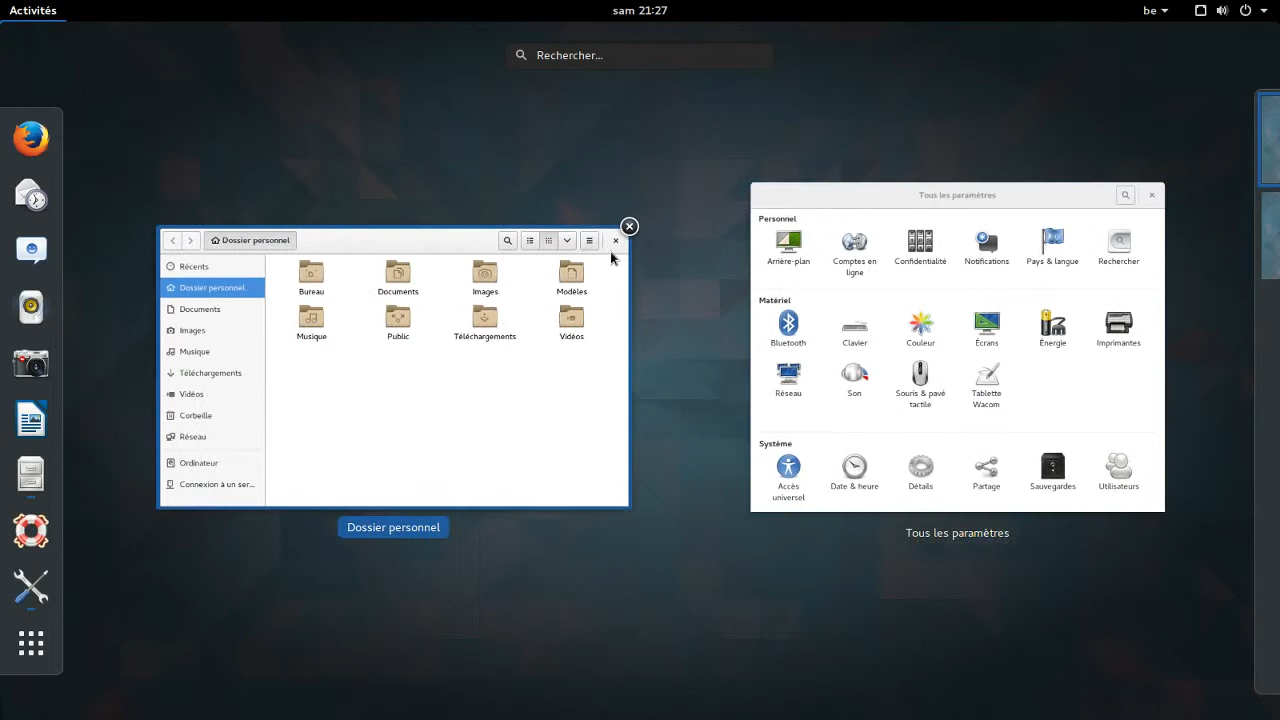 Activités
sam 21:27
be
Rechercher...
Dossier personnel
Récents
Dossier personnel
Documents
Images
Musique
Téléchargements
Vidéos
Corbeille
Réseau
Ordinateur
Connexion à un ser...
Bureau
Documents
Images
Modèles
Musique
Public
Téléchargements
Vidéos
Dossier personnel
Tous les paramètres
Personnel
Arrière-plan
Comptes en
ligne
Confidentialité
Notifications
Pays & langue
Rechercher
Matériel
Bluetooth
Clavier
Couleur
Écrans
Énergie
Imprimantes
Réseau
Son
Souris & pavé
tactile
Tablette
Wacom
Système
Accès
universel
Date & heure
Détails
Partage
Sauvegardes
Utilisateurs
Tous les paramètres